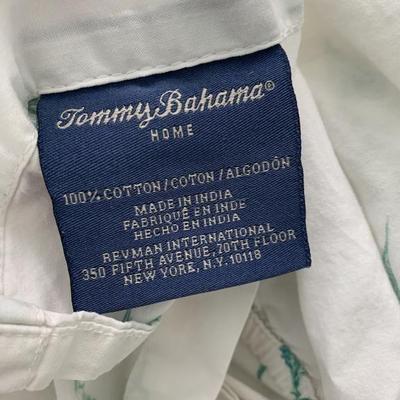 Tommy Bahama®
HOME
100% COTTON / COTON / ALGODÓN
MADE IN INDIA
FABRIQUÉ EN INDE
HECHO EN INDIA
REVMAN INTERNATIONAL
350 FIFTH AVENUE, 70TH FLOOR
NEW YORK, N.Y. 10118